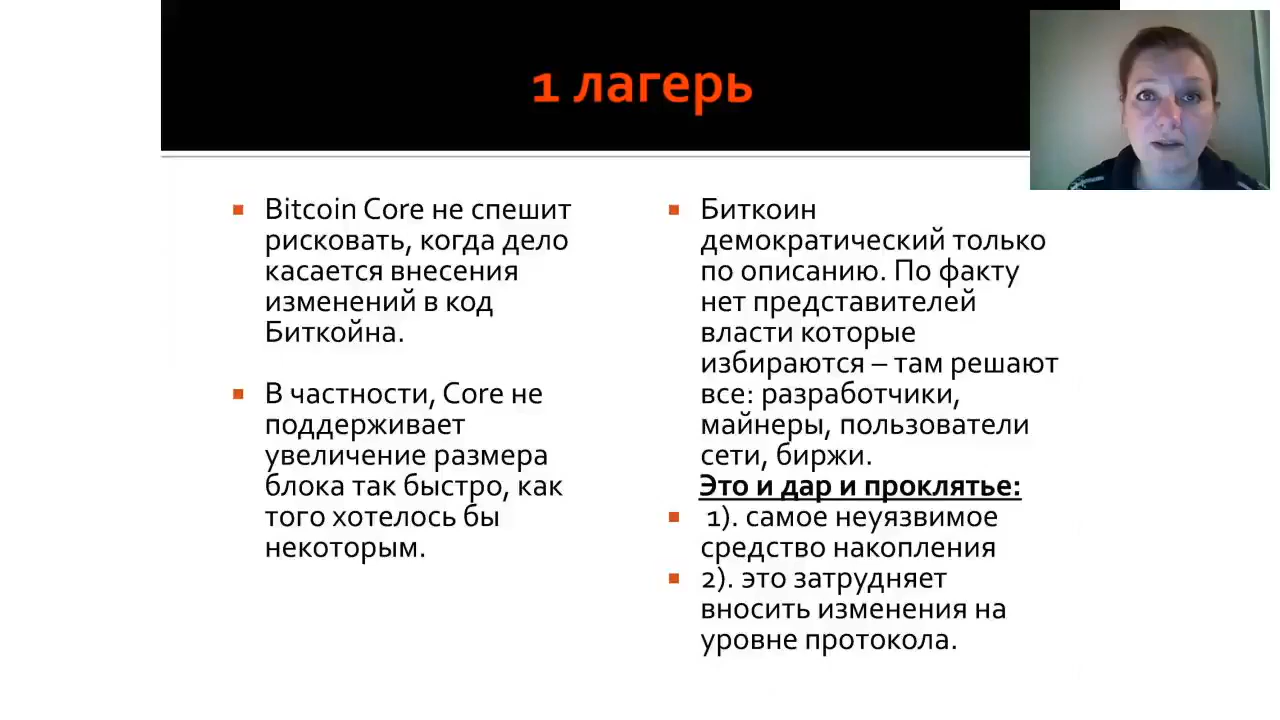 1 лагерь
Bitcoin Core не спешит
рисковать, когда дело
касается внесения
изменений в код
Биткойна.
В частности, Core не
поддерживает
увеличение размера
блока так быстро, как
того хотелось бы
некоторым.
Биткоин
демократический только
по описанию. По факту
нет представителей
власти которые
избираются – там решают
все: разработчики,
майнеры, пользователи
сети, биржи.
Это и дар и проклятье:
1). самое неуязвимое
средство накопления
2). это затрудняет
вносить изменения на
уровне протокола.